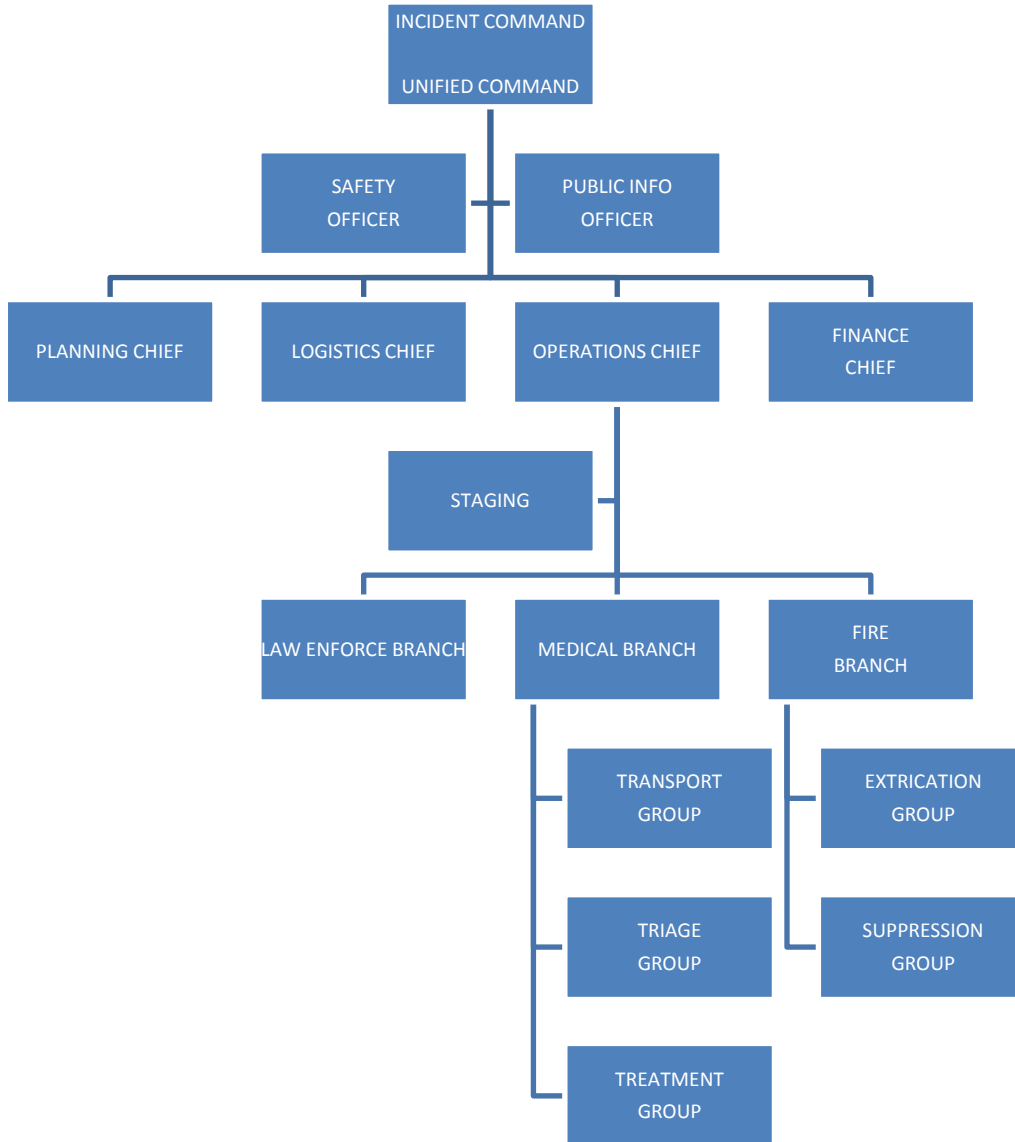 INCIDENT COMMAND
UNIFIED COMMAND
SAFETY
OFFICER
PUBLIC INFO
OFFICER
PLANNING CHIEF
LOGISTICS CHIEF
OPERATIONS CHIEF
FINANCE
CHIEF
STAGING
LAW ENFORCE BRANCH
MEDICAL BRANCH
FIRE
BRANCH
TRANSPORT
GROUP
EXTRICATION
GROUP
TRIAGE
GROUP
SUPPRESSION
GROUP
TREATMENT
GROUP